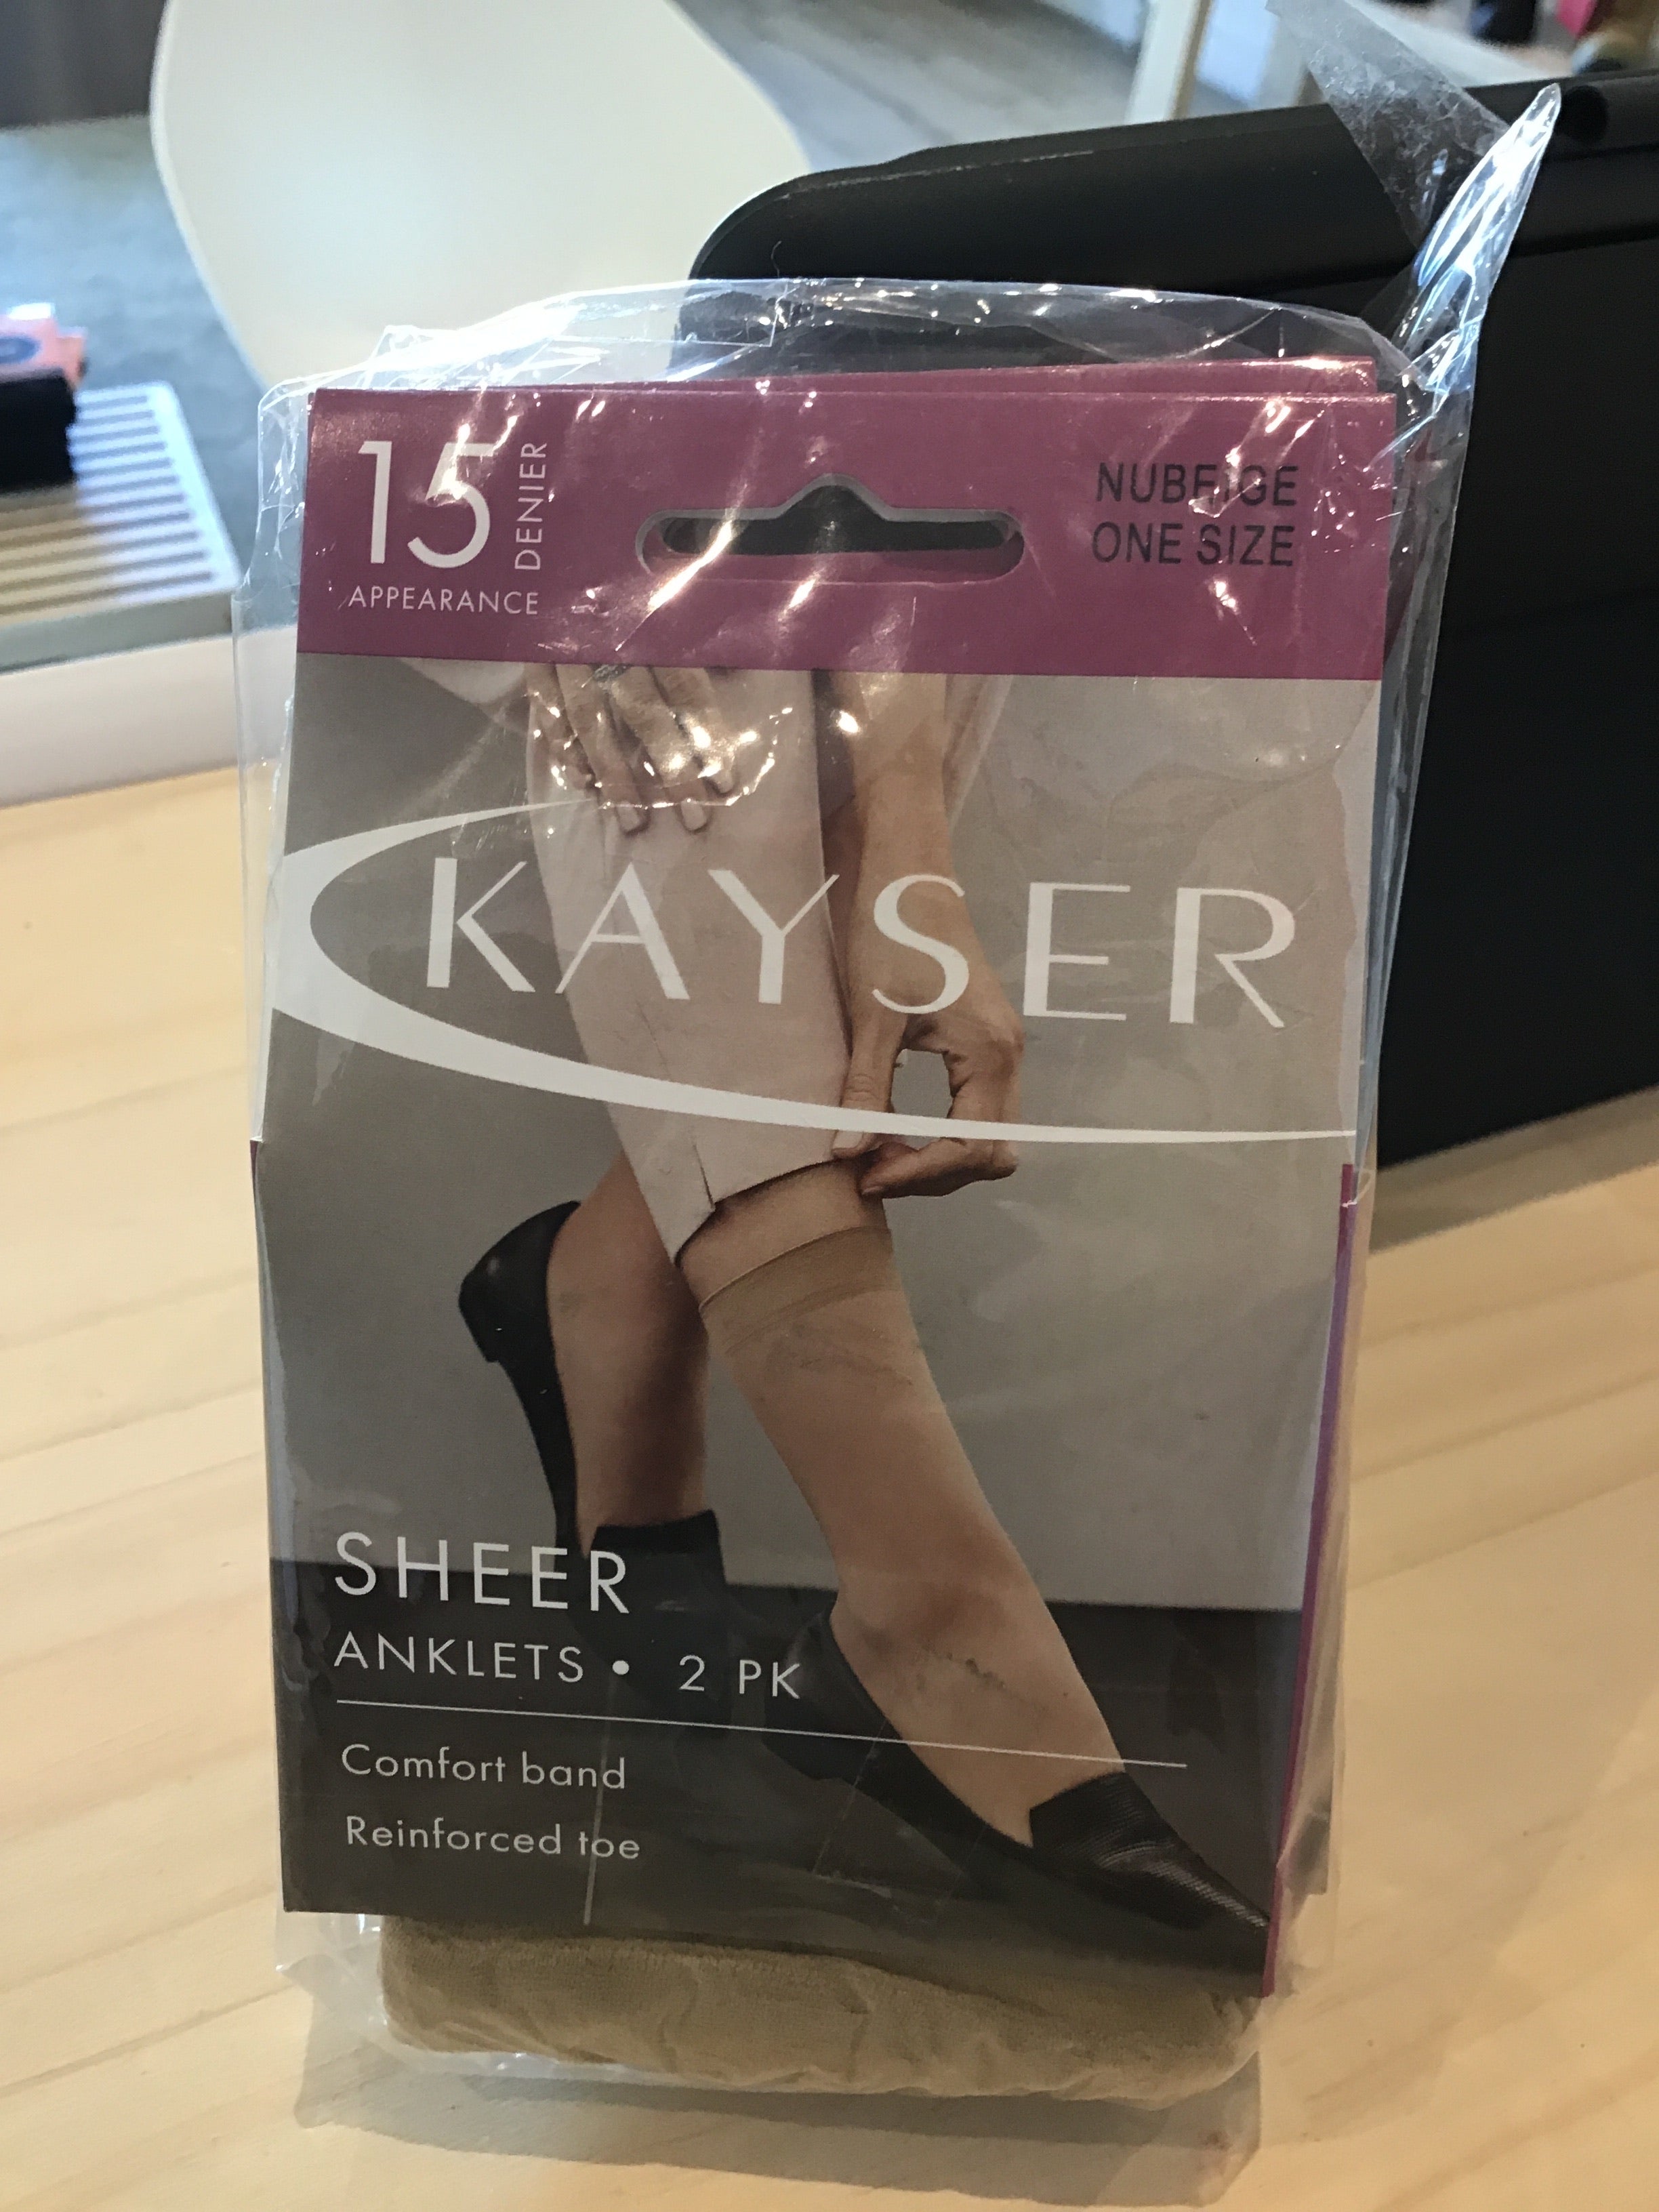 15
DENIER
APPEARANCE
NUBEIGE
ONE SIZE
KAYSER
SHEER
ANKLETS • 2 PK
Comfort band
Reinforced toe